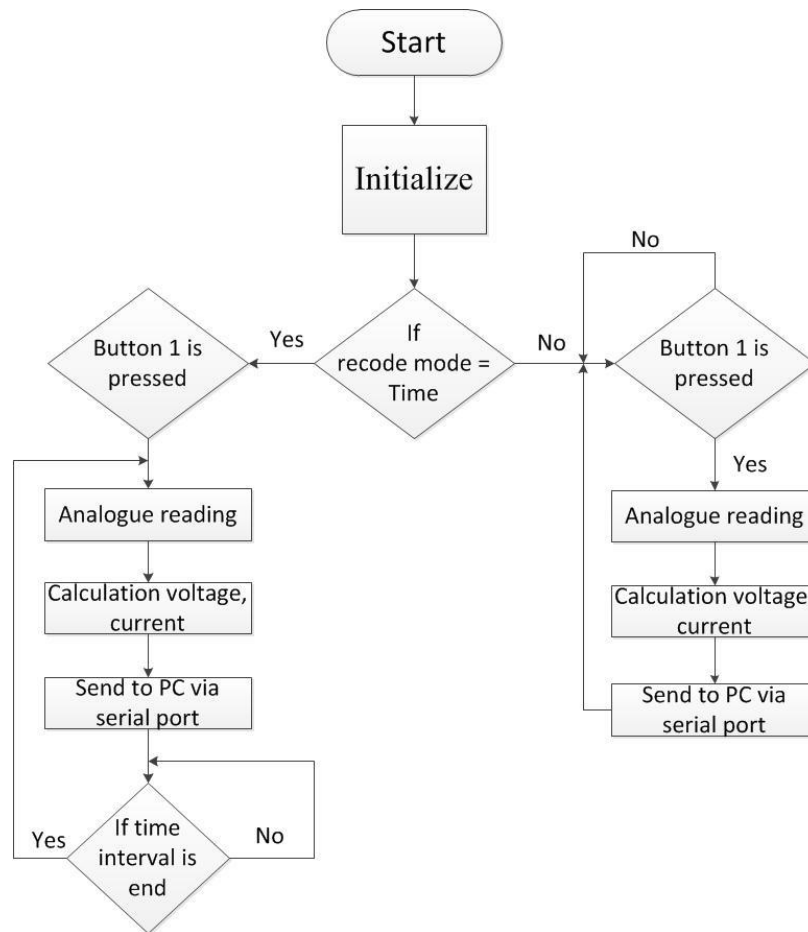 Start
Initialize
No
If
recode mode =
Time
Yes
No
Button 1 is
pressed
Button 1 is
pressed
Yes
Analogue reading
Analogue reading
Calculation voltage,
current
Calculation voltage,
current
Send to PC via
serial port
Send to PC via
serial port
If time
interval is
end
Yes
No